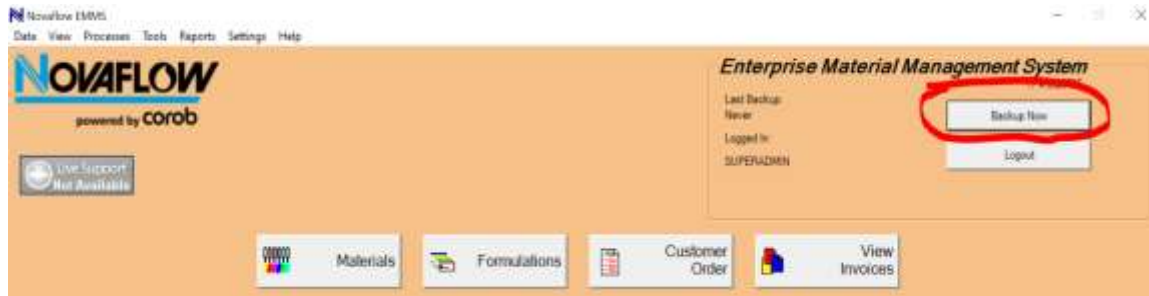 Novaflow EMMS
Data View Processes Tools Reports Settings Help
NOVAFLOW
powered by COROB
Live Support
Not Available
Enterprise Material Management System
Last Backup
Never
Logged In
SUPERADMIN
Backup Now
Logout
Materials
Formulations
Customer
Order
View
Invoices